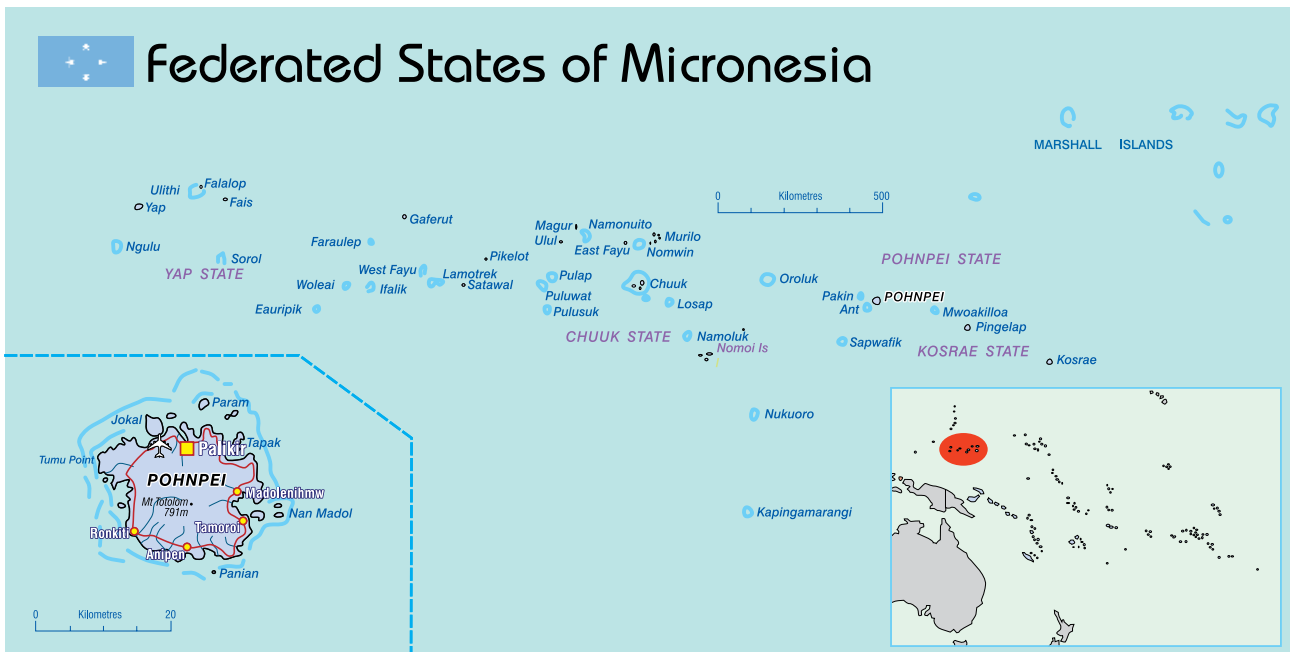 Federated States of Micronesia
MARSHALL ISLANDS
Ulithi
Falalop
Yap
Fais
Gaferut
0 Kilometres 500
Magur
Namonuito
Ulul
Murilo
East Fayu
Nomwin
Ngulu
Faraulep
Sorol
YAP STATE
Pikelot
POHNPEI STATE
West Fayu
Lamotrek
Woleai
Ifalik
Satawal
Pulap
Chuuk
Oroluk
Puluwat
Pakin
POHNPEI
Eauripik
Pulusuk
Losap
Ant
Mwoakilloa
Pingelap
CHUUK STATE
Namoluk
Nomoi Is
Sapwafik
KOSRAE STATE
Kosrae
Nukuoro
Kapingamarangi
Param
Jokal
Tapak
Palikir
Tumu Point
POHNPEI
Madolenihmw
Mt Totolom
791m
Nan Madol
Tamoroi
Ronkiti
Anipen
Panian
0 Kilometres 20